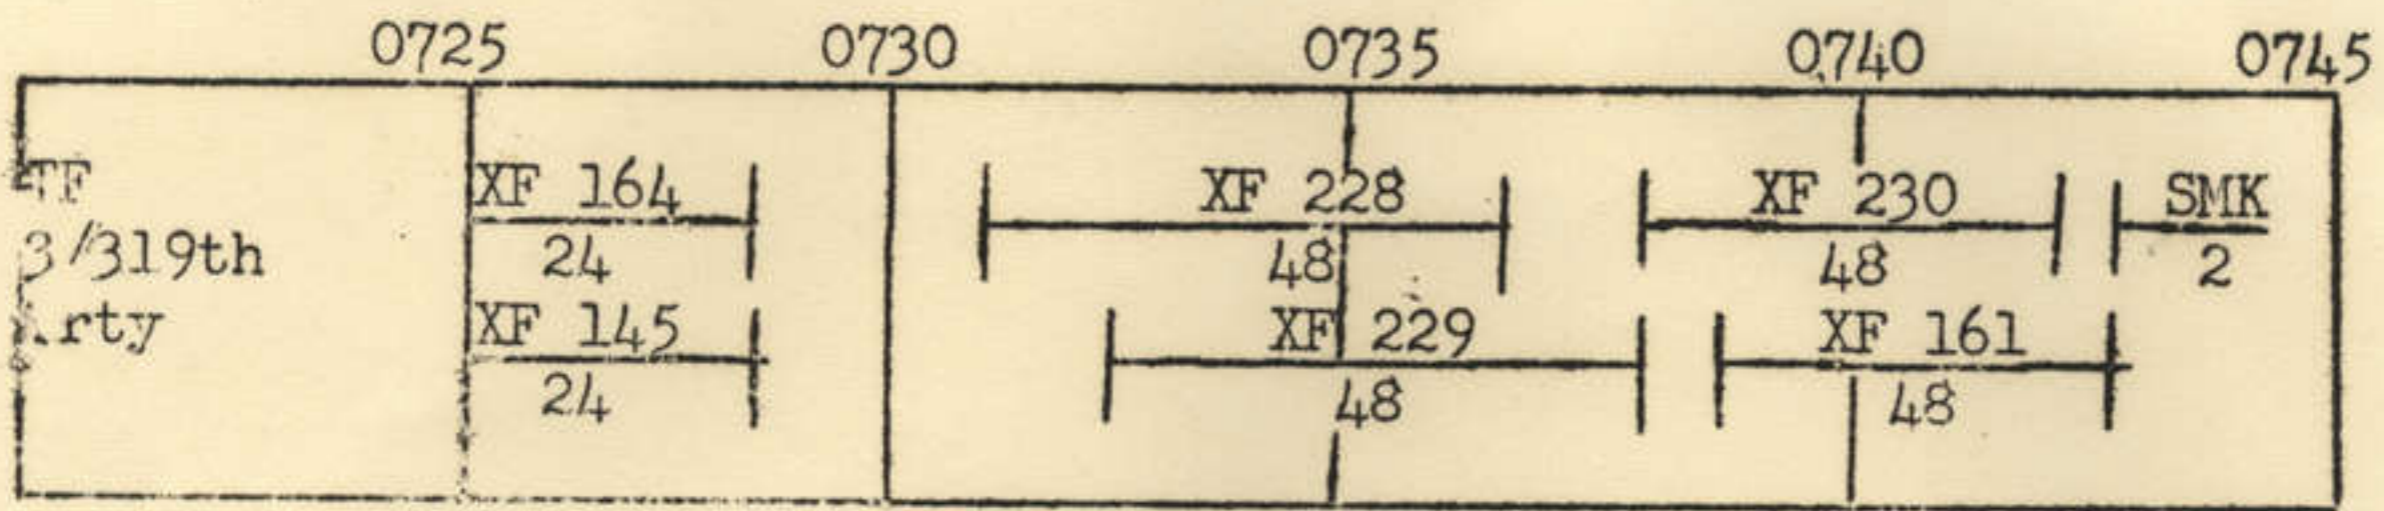 0725 0730 0735 0740 0745
TF XF 164 XF 228 XF 230 SMK
3/319th 24 48 48 2
Arty XF 145 XF 229 XF 161
24 48 48